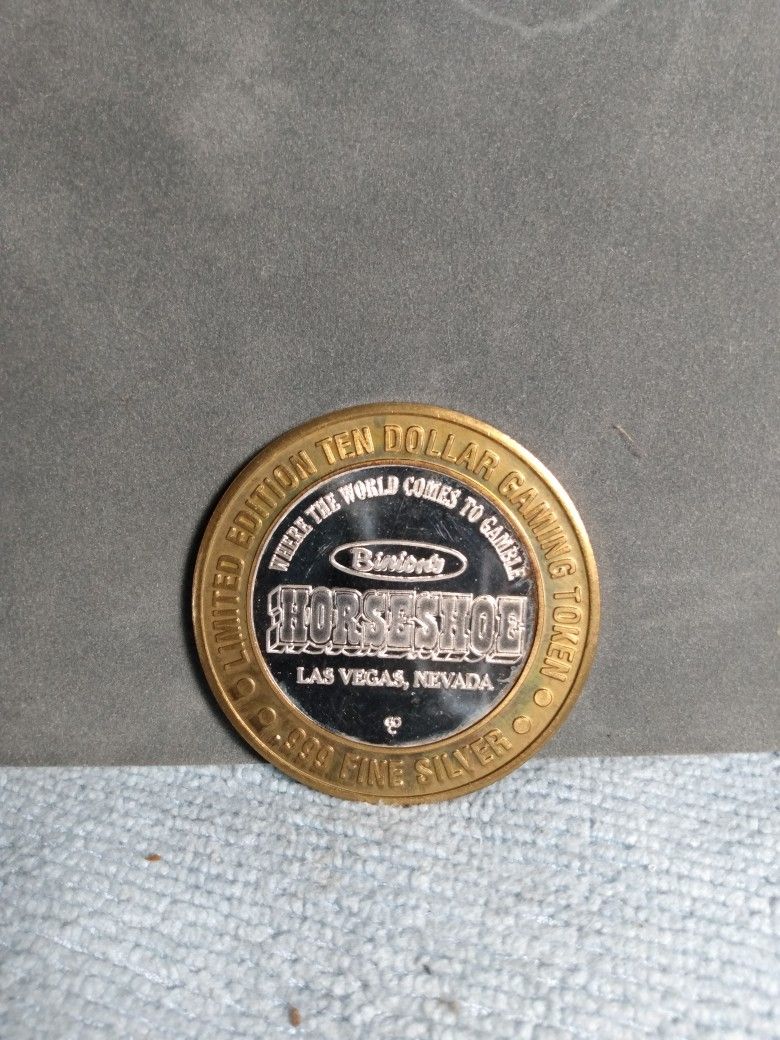 LIMITED EDITION TEN DOLLAR GAMING TOKEN
WHERE THE WORLD COMES TO GAMBLE
Binion's
HORSESHOE
LAS VEGAS, NEVADA
.999 FINE SILVER